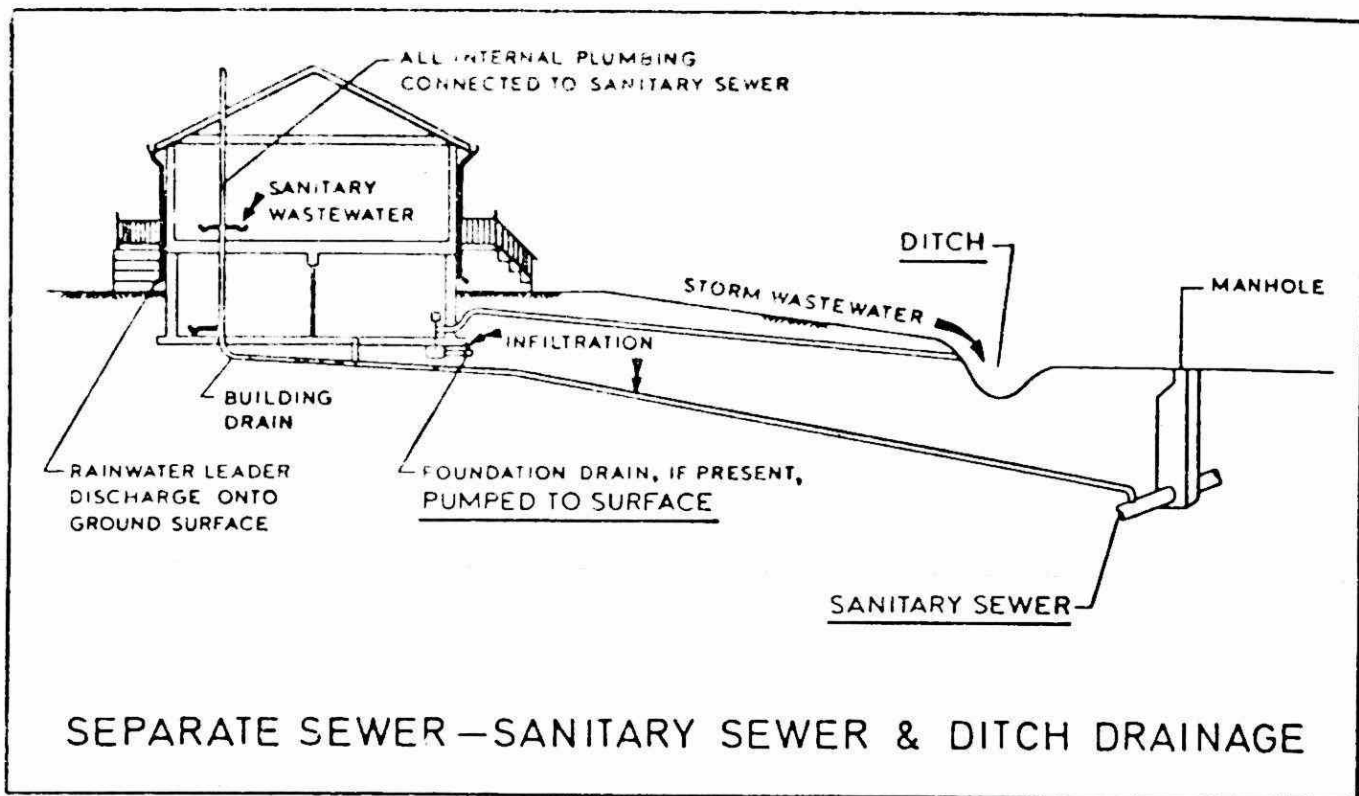 ALL INTERNAL PLUMBING
CONNECTED TO SANITARY SEWER
SANITARY
WASTEWATER
DITCH
STORM WASTEWATER
MANHOLE
INFILTRATION
BUILDING
DRAIN
RAINWATER LEADER
DISCHARGE ONTO
GROUND SURFACE
FOUNDATION DRAIN, IF PRESENT,
PUMPED TO SURFACE
SANITARY SEWER
SEPARATE SEWER—SANITARY SEWER & DITCH DRAINAGE